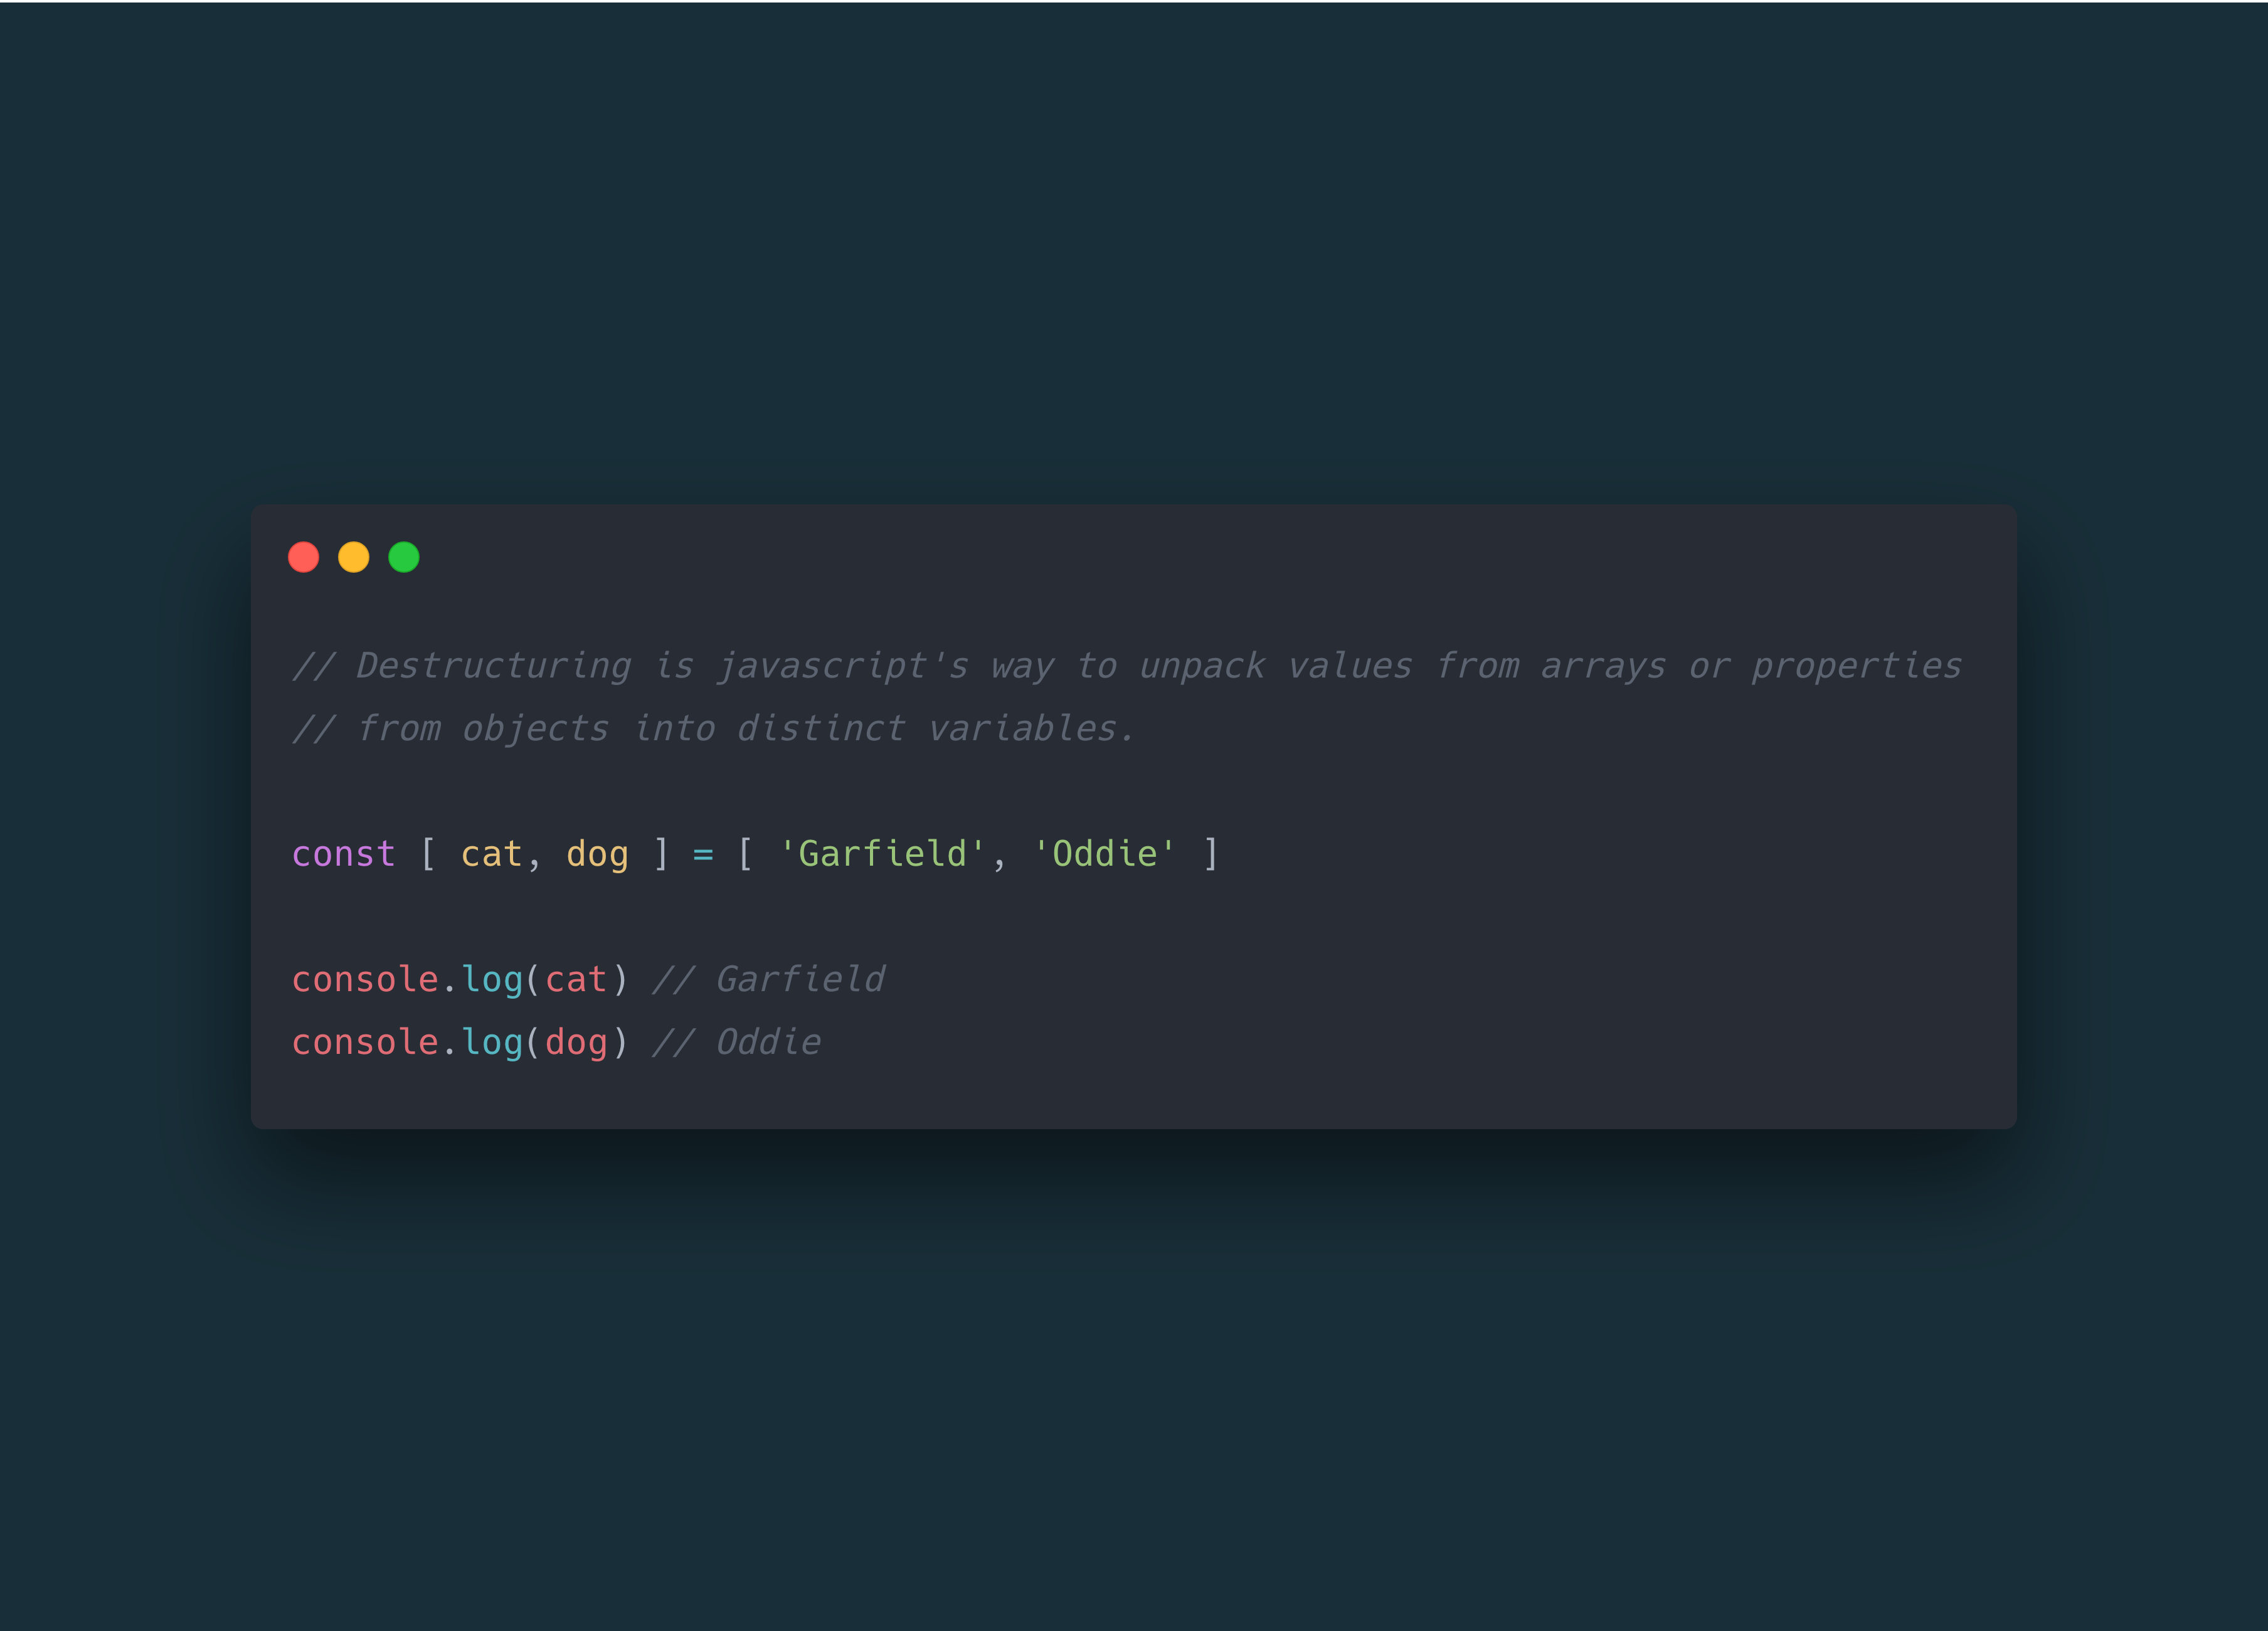 // Destructuring is javascript's way to unpack values from arrays or properties
// from objects into distinct variables.
const [ cat, dog ] = [ 'Garfield', 'Oddie' ]
console.log(cat) // Garfield
console.log(dog) // Oddie